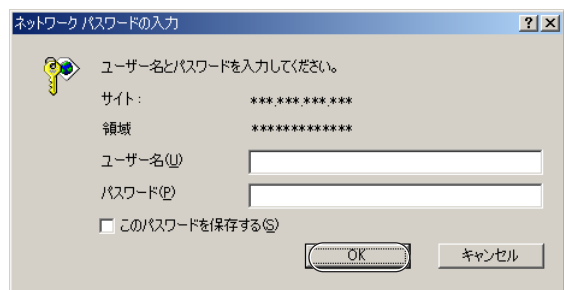 ネットワーク パスワードの入力
ユーザー名とパスワードを入力してください。
サイト: ***.***.***.***
領域 *************
ユーザー名(U)
パスワード(P)
このパスワードを保存する(S)
OK キャンセル